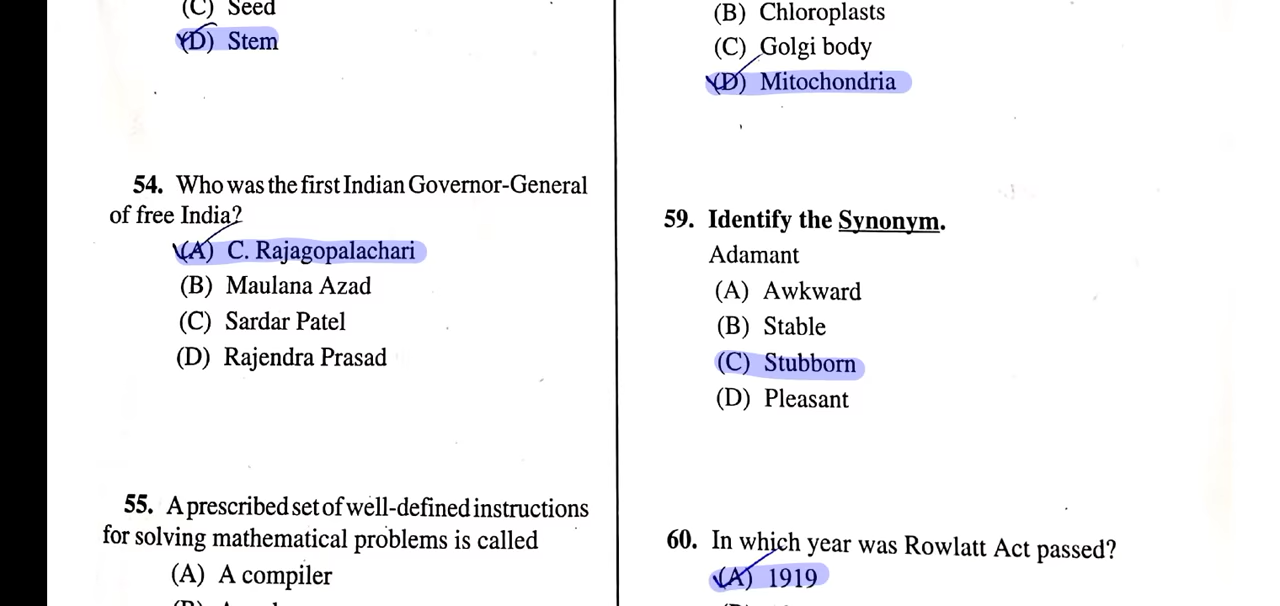 (C) Seed
(D) Stem
54. Who was the first Indian Governor-General
of free India?
(A) C. Rajagopalachari
(B) Maulana Azad
(C) Sardar Patel
(D) Rajendra Prasad
55. A prescribed set of well-defined instructions
for solving mathematical problems is called
(A) A compiler
(B) Chloroplasts
(C) Golgi body
(D) Mitochondria
59. Identify the Synonym.
Adamant
(A) Awkward
(B) Stable
(C) Stubborn
(D) Pleasant
60. In which year was Rowlatt Act passed?
(A) 1919